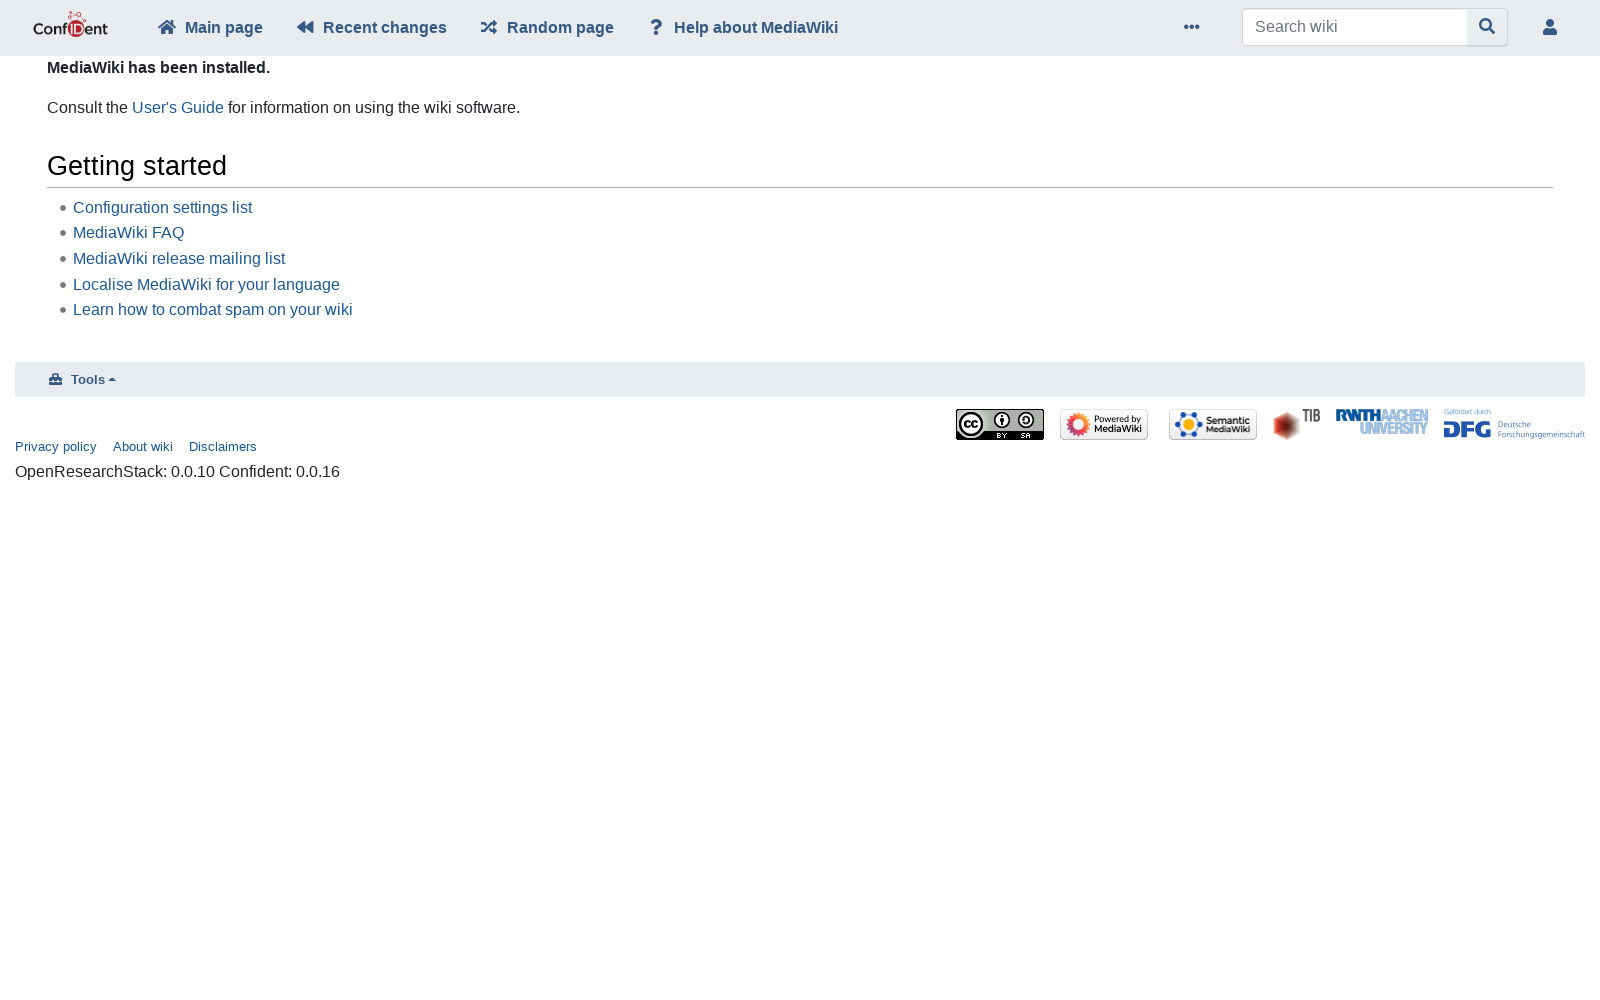 ConfIDent
Main page
Recent changes
Random page
Help about MediaWiki
Search wiki
MediaWiki has been installed.
Consult the User's Guide for information on using the wiki software.
Getting started
Configuration settings list
MediaWiki FAQ
MediaWiki release mailing list
Localise MediaWiki for your language
Learn how to combat spam on your wiki
Tools
cc BY SA
Powered by
MediaWiki
Semantic
MediaWiki
TIB
RWTH AACHEN
UNIVERSITY
Gefördert durch
DFG Deutsche
Forschungsgemeinschaft
Privacy policy About wiki Disclaimers
OpenResearchStack: 0.0.10 Confident: 0.0.16